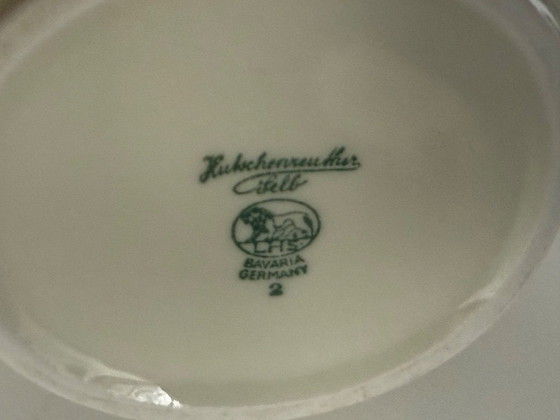 Hutschenreuther
Selb
LHS
BAVARIA
GERMANY
2